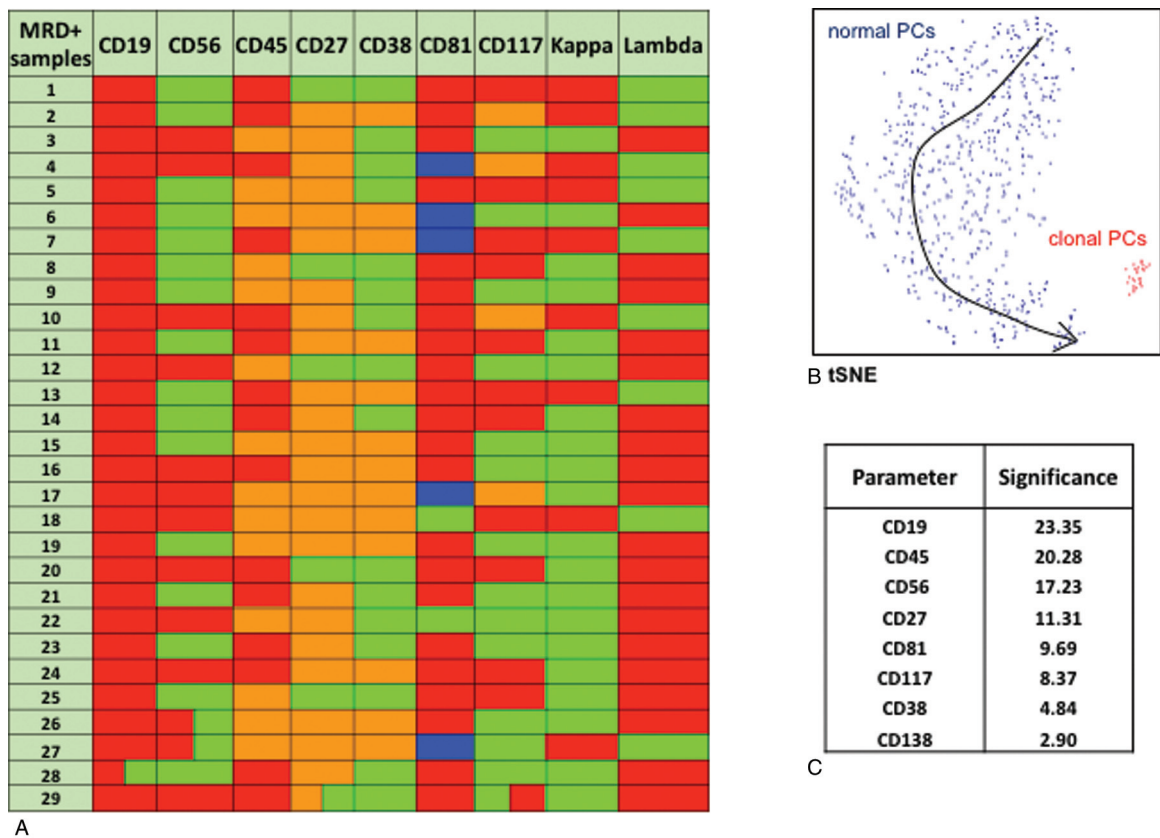 MRD+ samples CD19 CD56 CD45 CD27 CD38 CD81 CD117 Kappa Lambda
1
2
3
4
5
6
7
8
9
10
11
12
13
14
15
16
17
18
19
20
21
22
23
24
25
26
27
28
29
A
normal PCs
clonal PCs
B tSNE
Parameter Significance
CD19 23.35
CD45 20.28
CD56 17.23
CD27 11.31
CD81 9.69
CD117 8.37
CD38 4.84
CD138 2.90
C